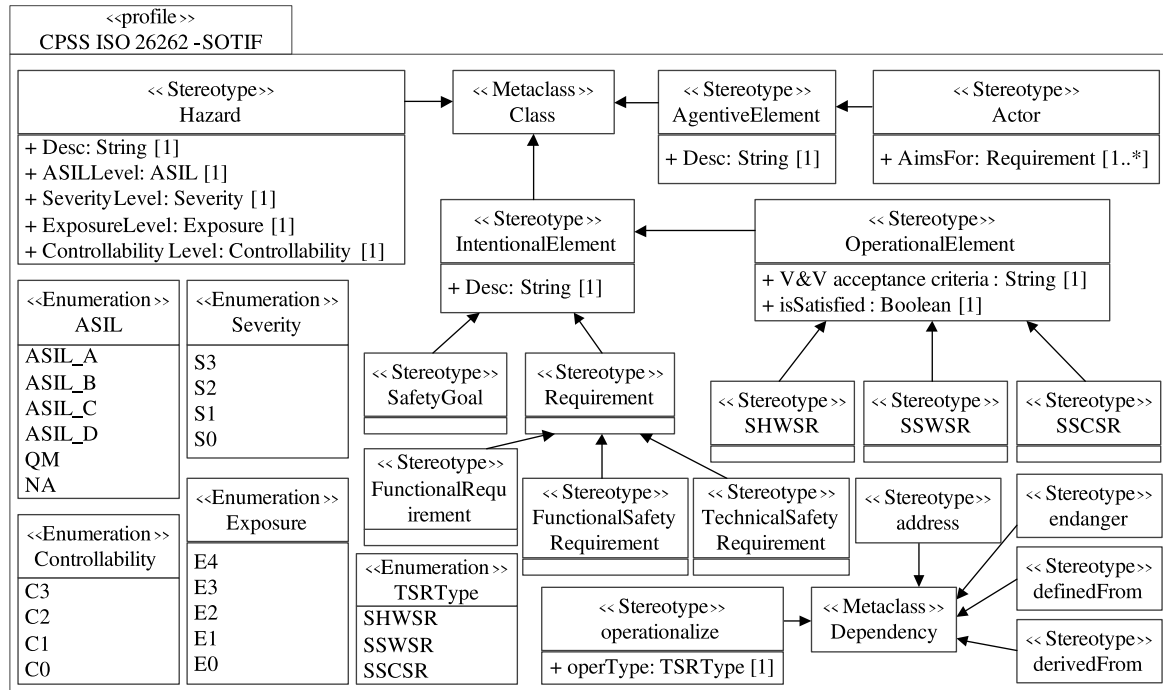 <<profile>>
CPSS ISO 26262 -SOTIF
<< Stereotype>>
Hazard
+ Desc: String [1]
+ ASILLevel: ASIL [1]
+ SeverityLevel: Severity [1]
+ ExposureLevel: Exposure [1]
+ Controllability Level: Controllability [1]
<< Metaclass>>
Class
<< Stereotype>>
AgentiveElement
+ Desc: String [1]
<< Stereotype>>
Actor
+ AimsFor: Requirement [1..*]
<< Stereotype>>
IntentionalElement
+ Desc: String [1]
<< Stereotype>>
OperationalElement
+ V&V acceptance criteria : String [1]
+ isSatisfied : Boolean [1]
<<Enumeration>>
ASIL
ASIL_A
ASIL_B
ASIL_C
ASIL_D
QM
NA
<<Enumeration>>
Severity
S3
S2
S1
S0
<< Stereotype>>
SafetyGoal
<< Stereotype>>
Requirement
<< Stereotype>>
SHWSR
<< Stereotype>>
SSWSR
<< Stereotype>>
SSCSR
<< Stereotype>>
FunctionalRequ
irement
<< Stereotype>>
FunctionalSafety
Requirement
<< Stereotype>>
TechnicalSafety
Requirement
<< Stereotype>>
address
<< Stereotype>>
endanger
<< Stereotype>>
definedFrom
<< Stereotype>>
derivedFrom
<<Enumeration>>
Controllability
C3
C2
C1
C0
<<Enumeration>>
Exposure
E4
E3
E2
E1
E0
<<Enumeration>>
TSRType
SHWSR
SSWSR
SSCSR
<< Stereotype>>
operationalize
+ operType: TSRType [1]
<< Metaclass>>
Dependency